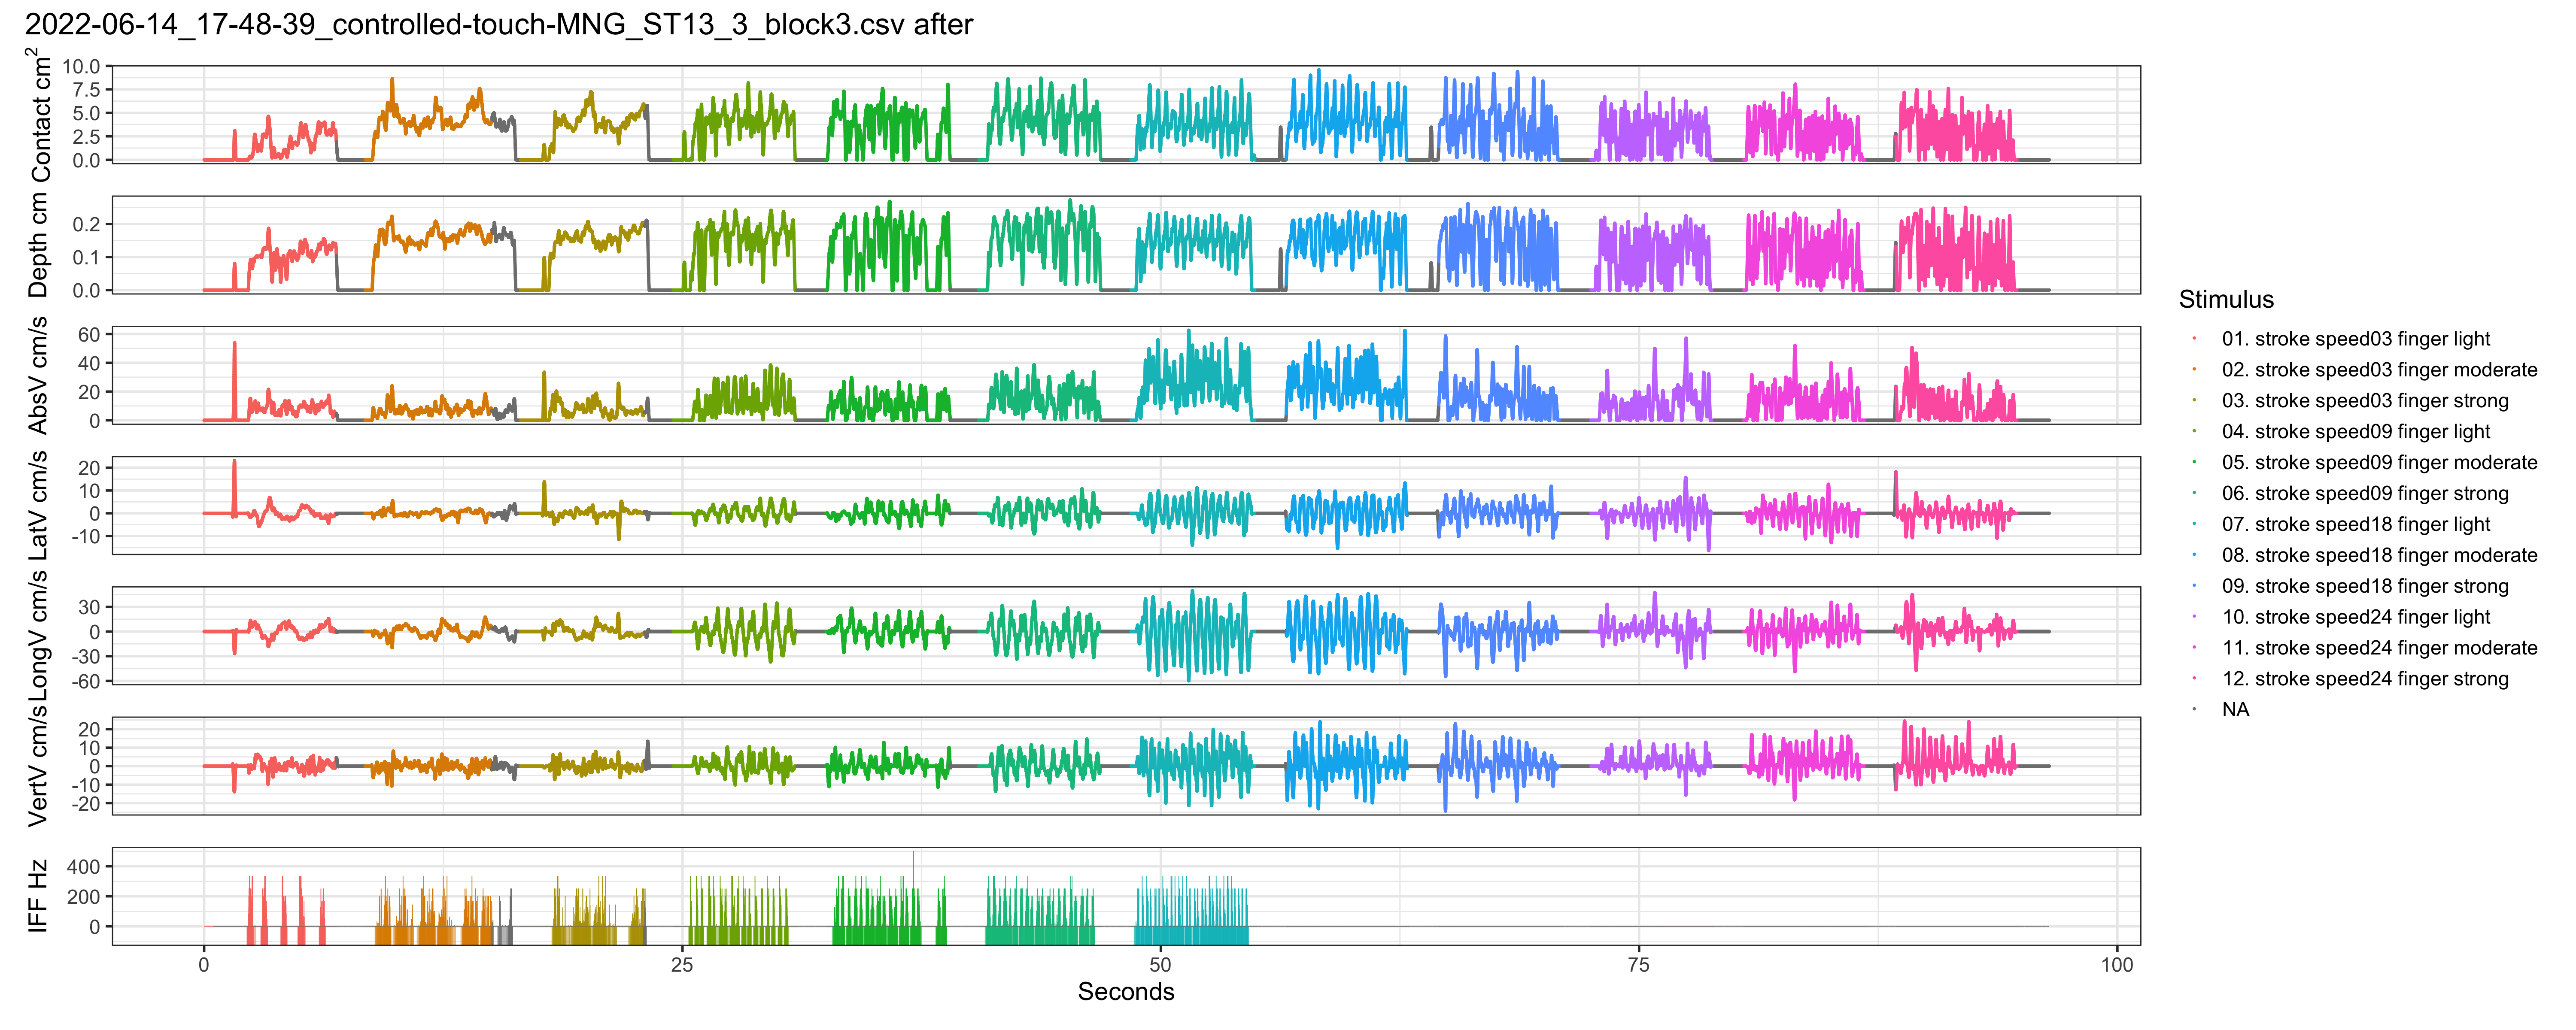 2022-06-14_17-48-39_controlled-touch-MNG_ST13_3_block3.csv after
Contact cm²
10.0
7.5
5.0
2.5
0.0
Depth cm
0.2
0.1
0.0
AbsV cm/s
60
40
20
0
LatV cm/s
20
10
0
-10
LongV cm/s
30
0
-30
-60
VertV cm/s
20
10
0
-10
-20
IFF Hz
400
200
0
0 25 50 75 100
Seconds
Stimulus
01. stroke speed03 finger light
02. stroke speed03 finger moderate
03. stroke speed03 finger strong
04. stroke speed09 finger light
05. stroke speed09 finger moderate
06. stroke speed09 finger strong
07. stroke speed18 finger light
08. stroke speed18 finger moderate
09. stroke speed18 finger strong
10. stroke speed24 finger light
11. stroke speed24 finger moderate
12. stroke speed24 finger strong
NA